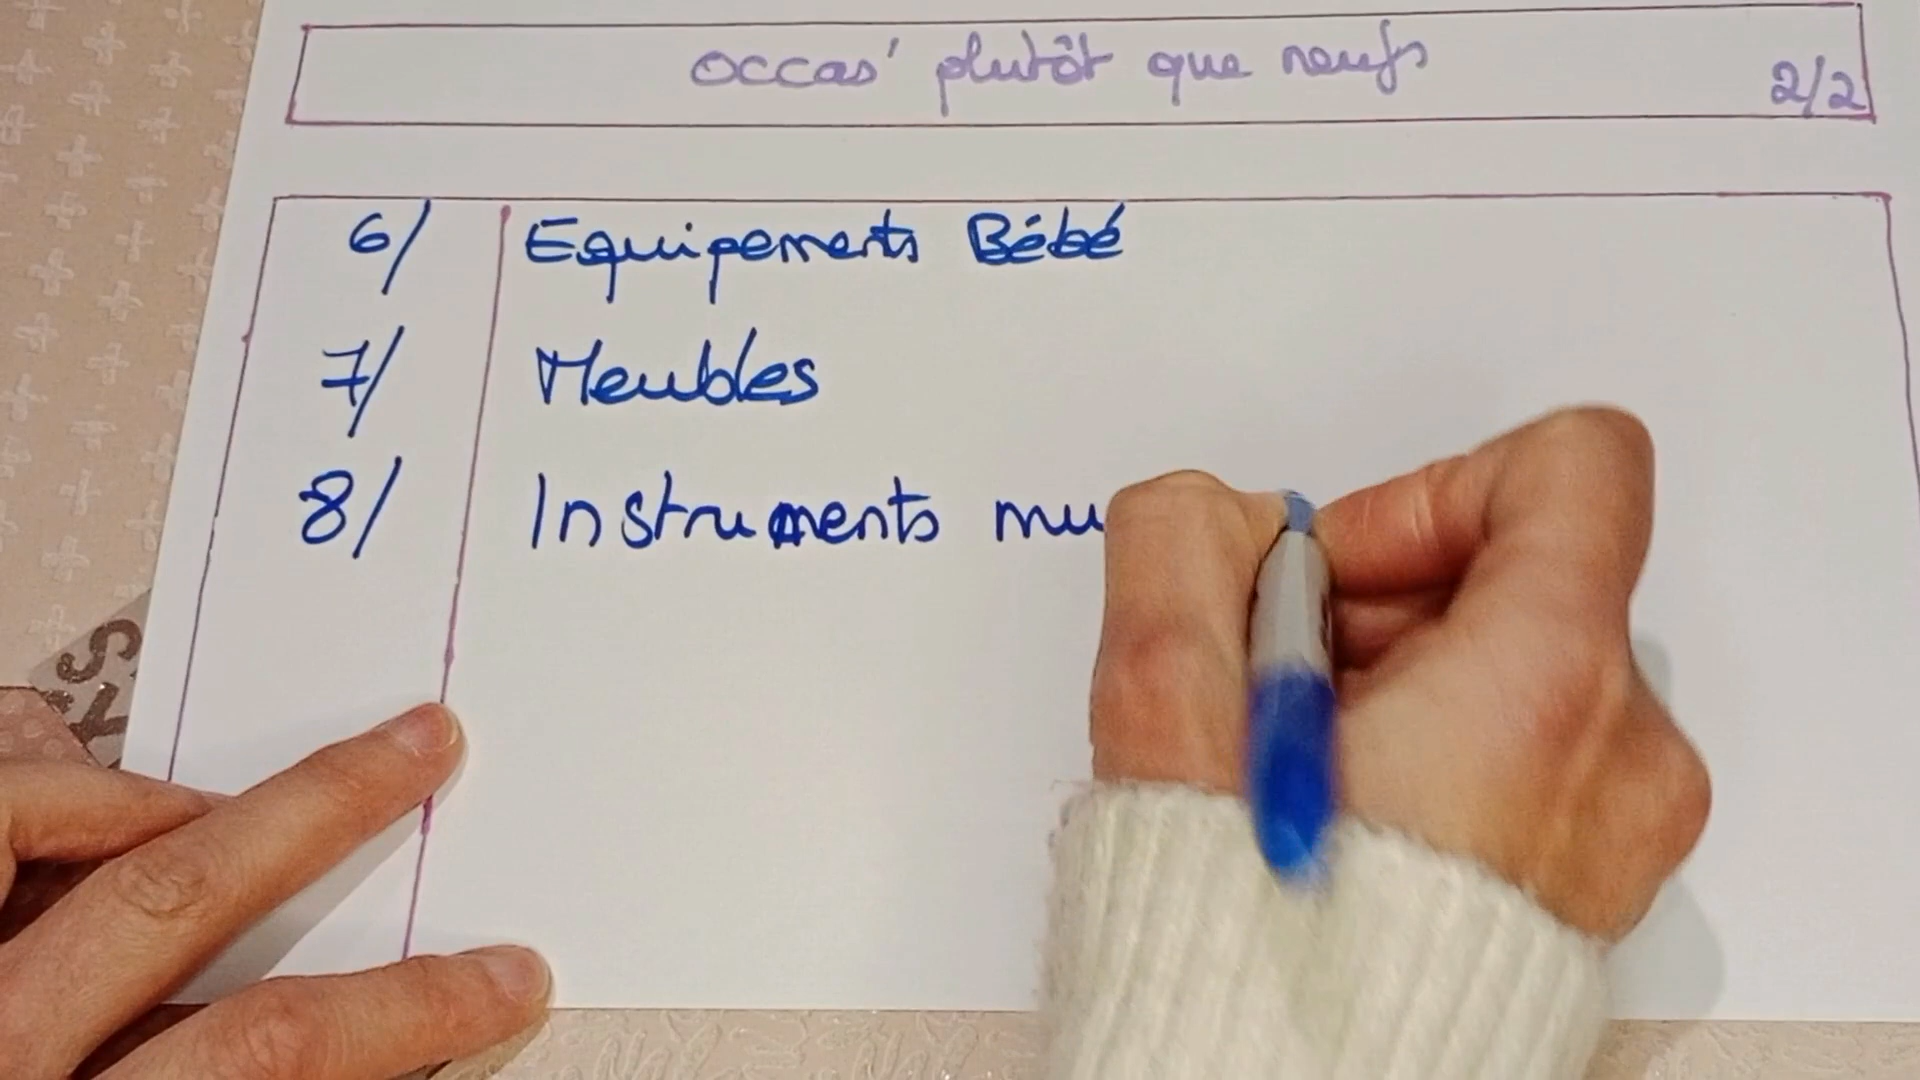 Occas' plutôt que neufs
2/2
6/ Equipements Bébé
7/ Meubles
8/ Instruments mu